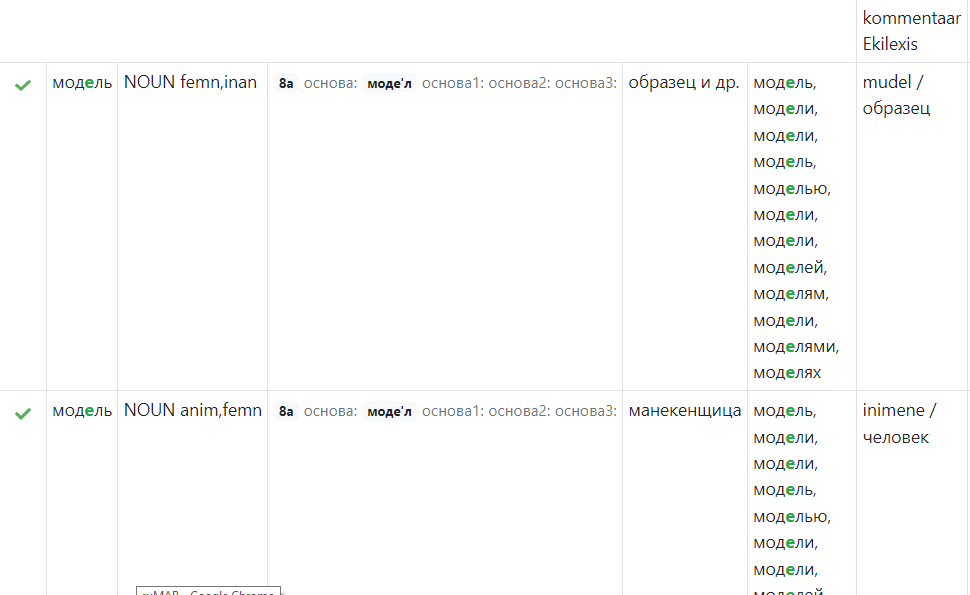 kommentaar
Ekilexis
модель NOUN femn,inan 8a основа: моде'л основа1: основа2: основа3: образец и др. модель, mudel /
модели, образец
модели,
модель,
моделью,
модели,
модели,
моделей,
моделям,
модели,
моделями,
моделях
модель NOUN anim,femn 8a основа: моде'л основа1: основа2: основа3: манекенщица модель, inimene /
модели, человек
модели,
модель,
моделью,
модели,
модели,
моделей
Google Chrome